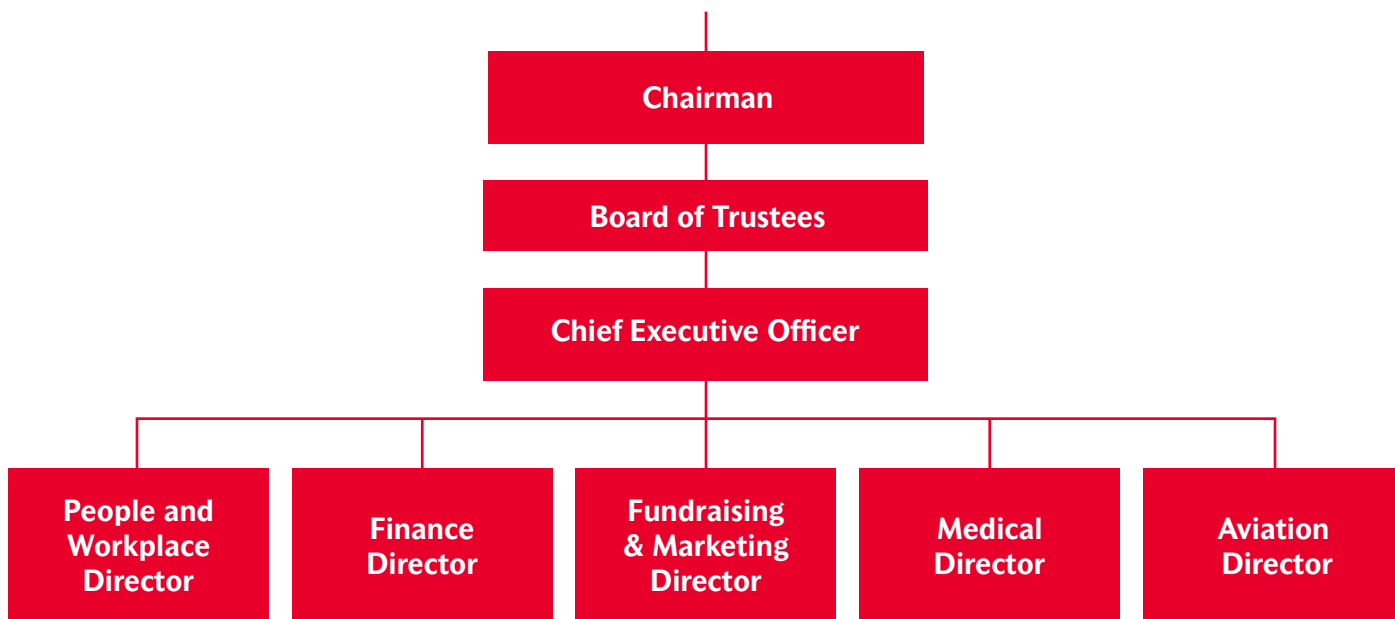 Chairman
Board of Trustees
Chief Executive Officer
People and
Workplace
Director
Finance
Director
Fundraising
& Marketing
Director
Medical
Director
Aviation
Director